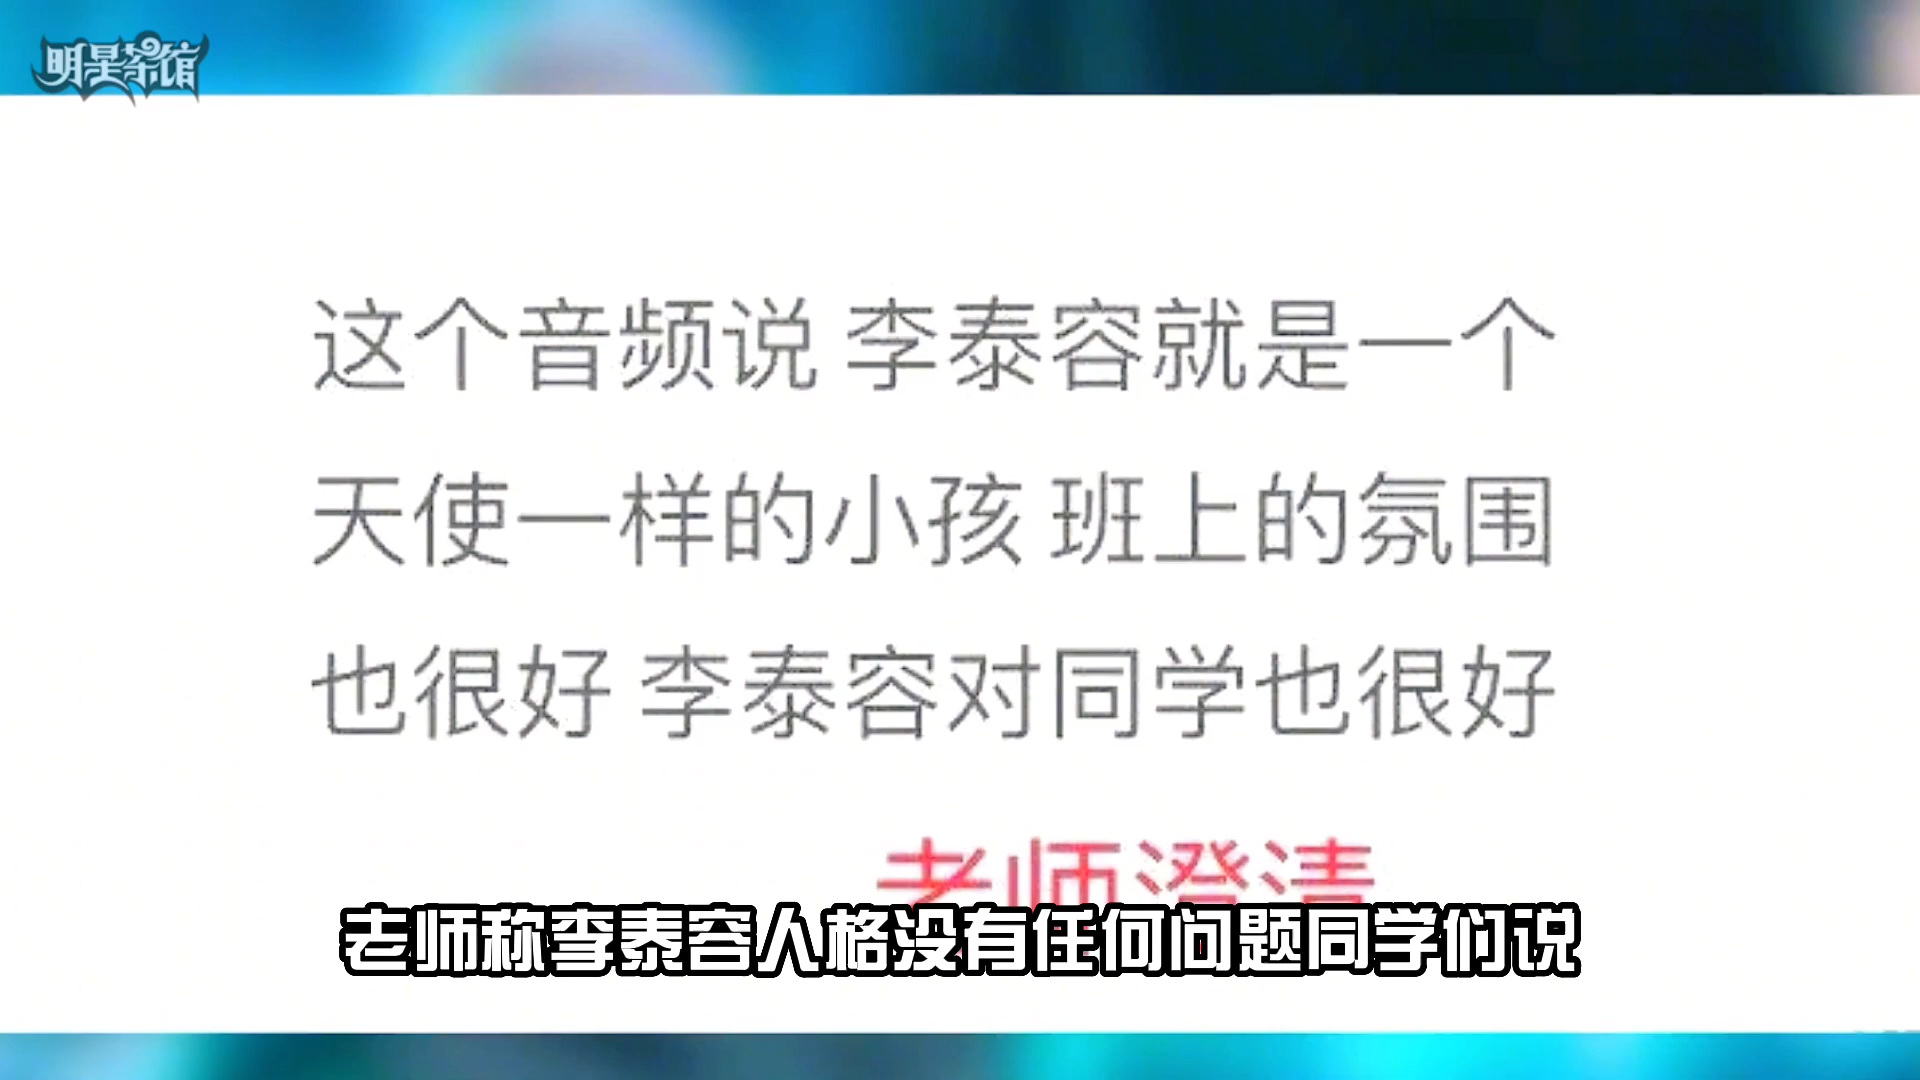 明星茶馆
这个音频说 李泰容就是一个
天使一样的小孩 班上的氛围
也很好 李泰容对同学也很好
老师澄清
老师称李泰容人格没有任何问题同学们说